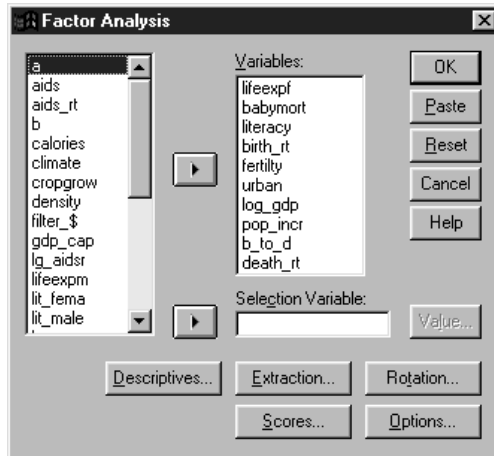 Factor Analysis
a
aids
aids_rt
b
calories
climate
cropgrow
density
filter_$
gdp_cap
lg_aidsr
lifeexpm
lit_fema
lit_male
Variables:
lifeexpf
babymort
literacy
birth_rt
fertilty
urban
log_gdp
pop_incr
b_to_d
death_rt
Selection Variable:
OK
Paste
Reset
Cancel
Help
Value...
Descriptives...
Extraction...
Rotation...
Scores...
Options...